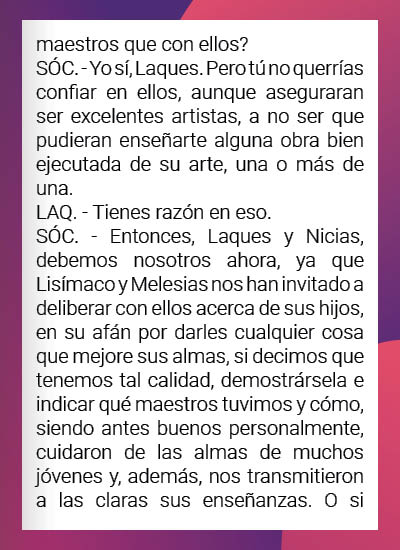 maestros que con ellos?
SÓC. - Yo sí, Laques. Pero tú no querrías
confiar en ellos, aunque aseguraran
ser excelentes artistas, a no ser que
pudieran enseñarte alguna obra bien
ejecutada de su arte, una o más de
una.
LAQ. - Tienes razón en eso.
SÓC. - Entonces, Laques y Nicias,
debemos nosotros ahora, ya que
Lisímaco y Melesias nos han invitado a
deliberar con ellos acerca de sus hijos,
en su afán por darles cualquier cosa
que mejore sus almas, si decimos que
tenemos tal calidad, demostrársela e
indicar qué maestros tuvimos y cómo,
siendo antes buenos personalmente,
cuidaron de las almas de muchos
jóvenes y, además, nos transmitieron
a las claras sus enseñanzas. O si